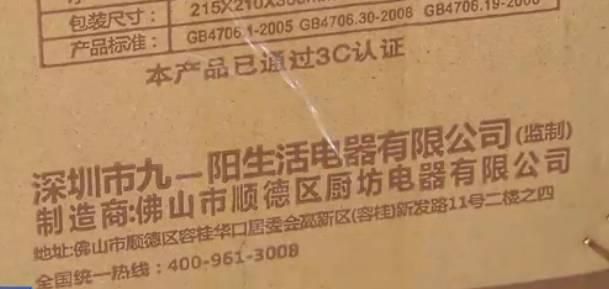 包装尺寸: 215X210X
产品标准: GB4706.1-2005 GB4706.30-2008 GB4706.19-2008
本产品已通过3C认证
深圳市九一阳生活电器有限公司(监制)
制造商:佛山市顺德区厨坊电器有限公司
地址:佛山市顺德区容桂华口居委会高新区(容桂)新发路11号二楼之四
全国统一热线:400-961-3008